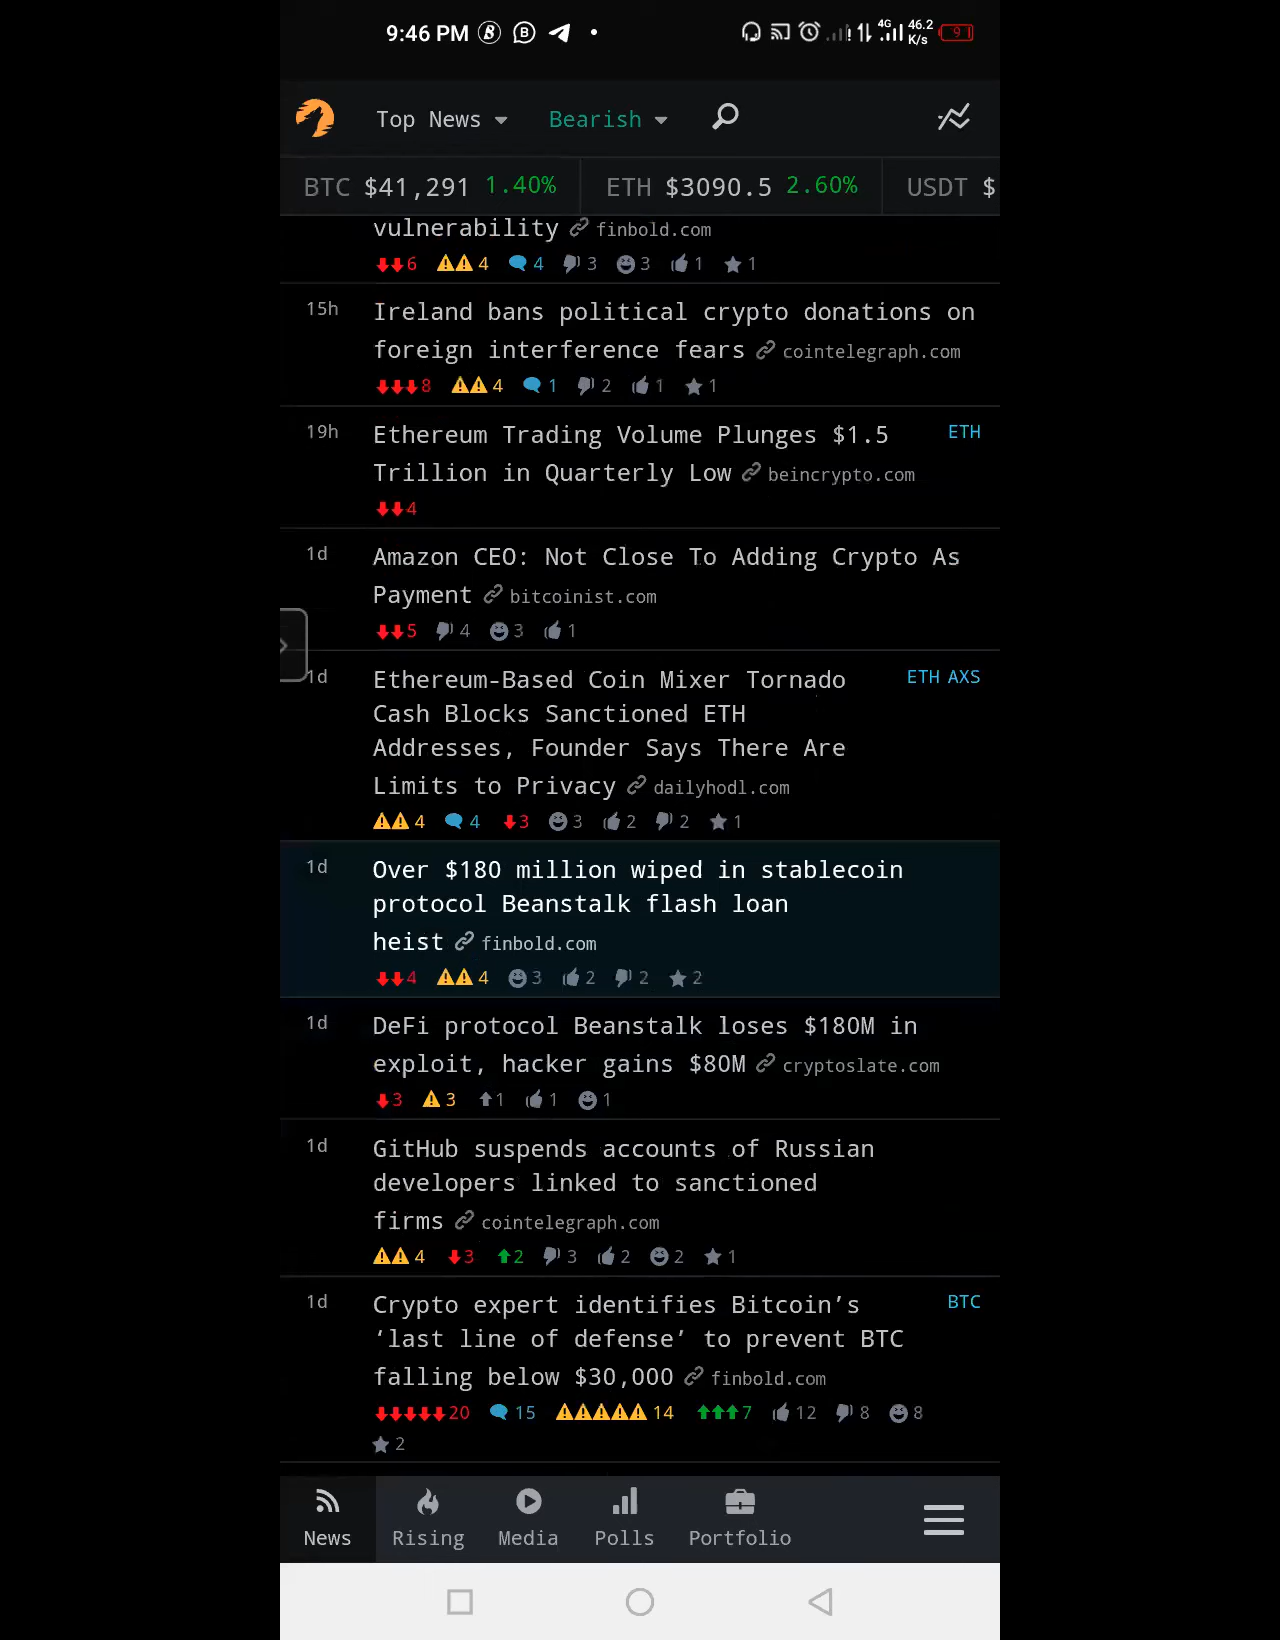 9:46 PM
4G
46.2
K/s
91
Top News
Bearish
BTC $41,291 1.40%
ETH $3090.5 2.60%
USDT $
vulnerability finbold.com
6 4 4 3 3 1 1
15h
Ireland bans political crypto donations on
foreign interference fears cointelegraph.com
8 4 1 2 1 1
19h
Ethereum Trading Volume Plunges $1.5
ETH
Trillion in Quarterly Low beincrypto.com
4
1d
Amazon CEO: Not Close To Adding Crypto As
Payment bitcoinist.com
5 4 3 1
1d
Ethereum-Based Coin Mixer Tornado
ETH AXS
Cash Blocks Sanctioned ETH
Addresses, Founder Says There Are
Limits to Privacy dailyhodl.com
4 4 3 3 2 2 1
1d
Over $180 million wiped in stablecoin
protocol Beanstalk flash loan
heist finbold.com
4 4 3 2 2 2
1d
DeFi protocol Beanstalk loses $180M in
exploit, hacker gains $80M cryptoslate.com
3 3 1 1 1
1d
GitHub suspends accounts of Russian
developers linked to sanctioned
firms cointelegraph.com
4 3 2 3 2 2 1
1d
Crypto expert identifies Bitcoin’s
BTC
‘last line of defense’ to prevent BTC
falling below $30,000 finbold.com
20 15 14 7 12 8 8
2
News Rising Media Polls Portfolio